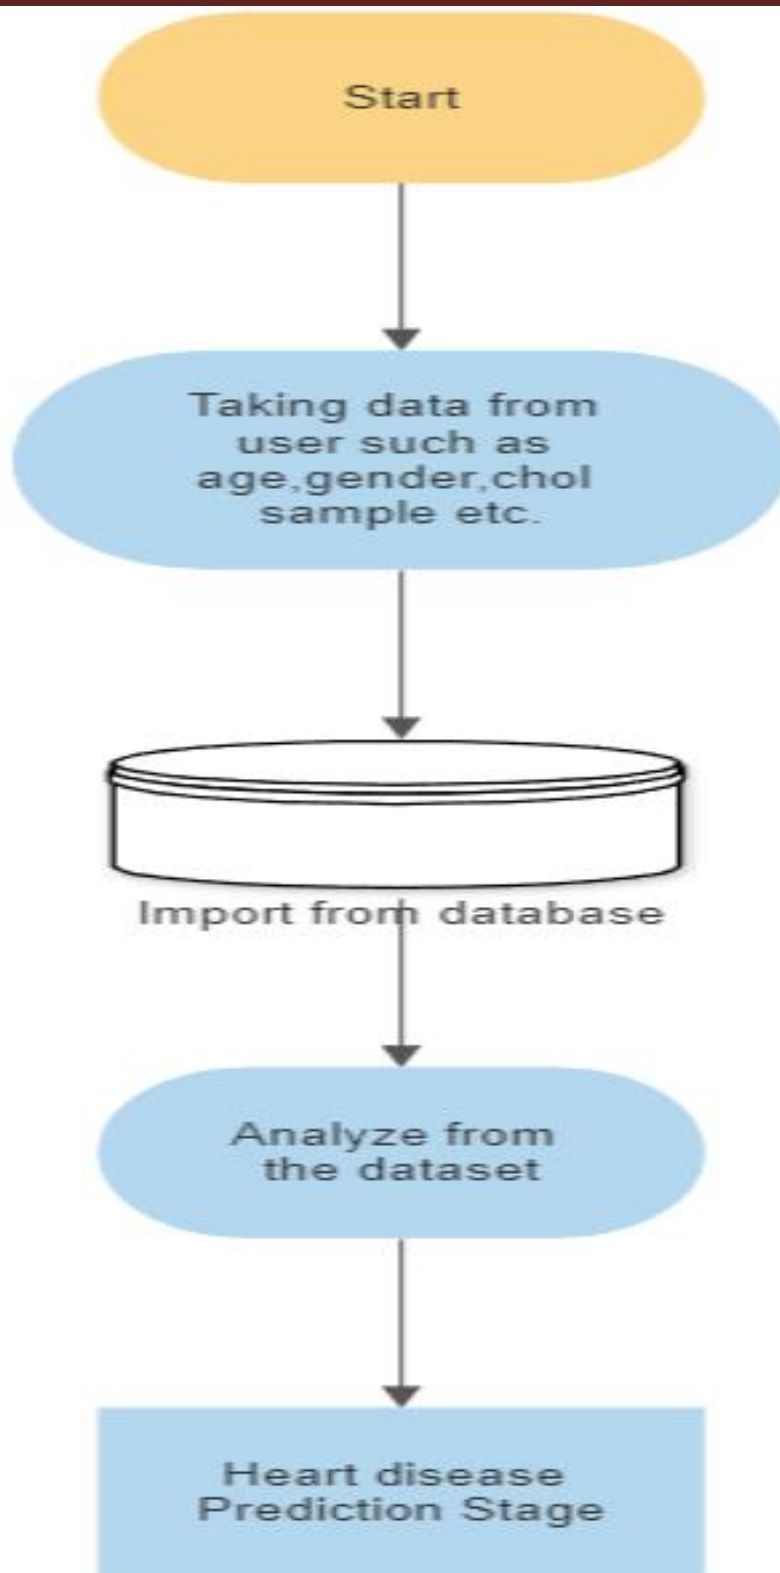 Start
Taking data from
user such as
age,gender,chol
sample etc.
Import from database
Analyze from
the dataset
Heart disease
Prediction Stage